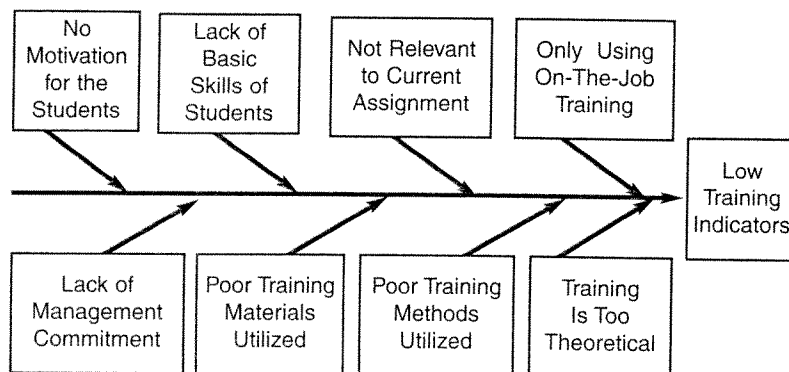 No
Motivation
for the
Students
Lack of
Basic
Skills of
Students
Not Relevant
to Current
Assignment
Only Using
On-The-Job
Training
Low
Training
Indicators
Lack of
Management
Commitment
Poor Training
Materials
Utilized
Poor Training
Methods
Utilized
Training
Is Too
Theoretical